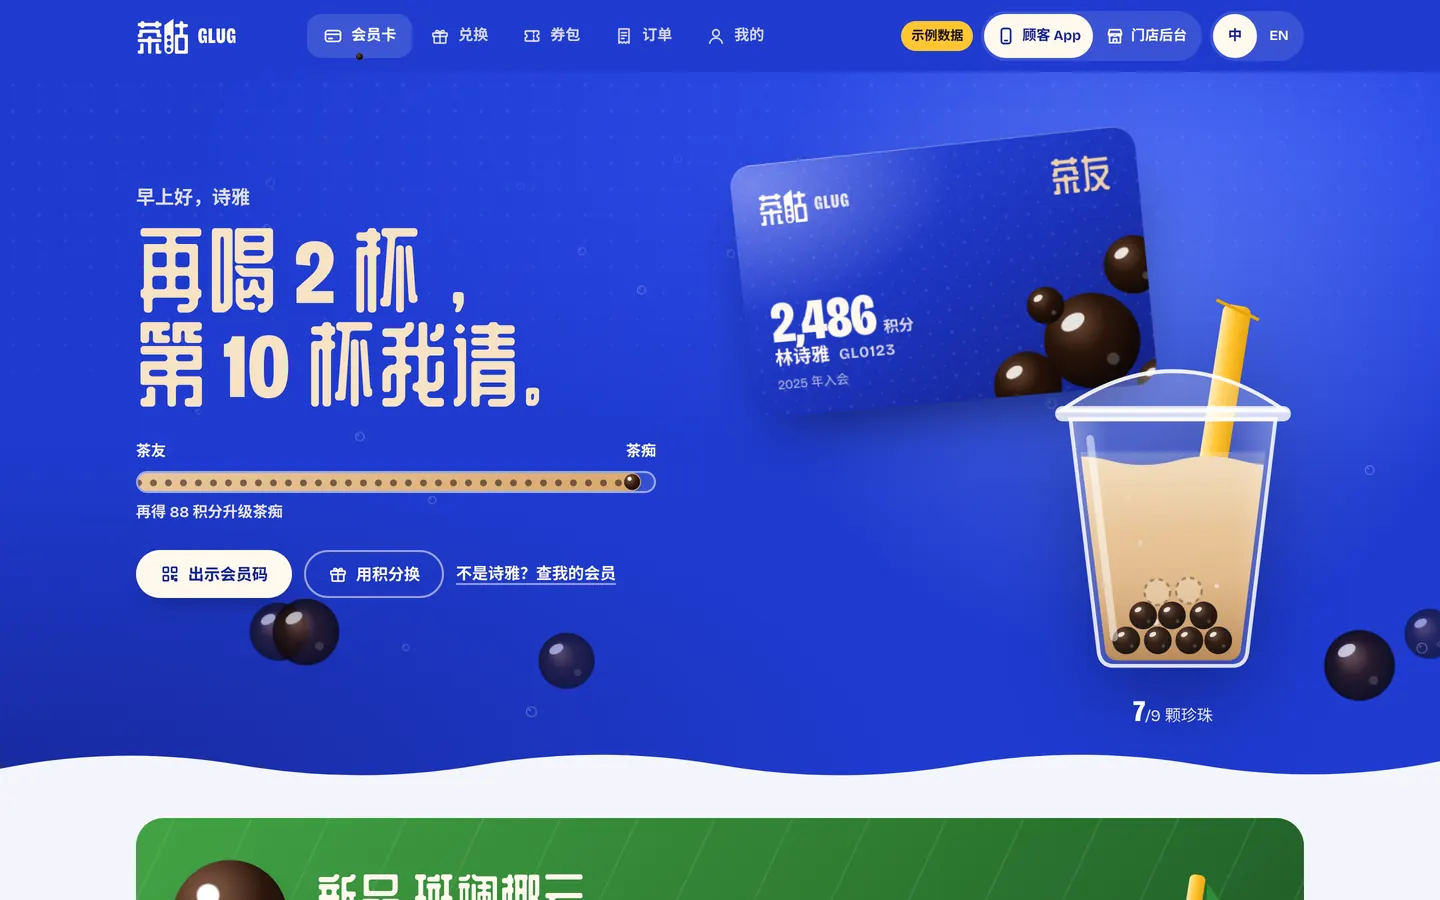 茶咕 GLUG
会员卡
兑换
券包
订单
我的
示例数据
顾客 App
门店后台
中
EN
早上好，诗雅
再喝 2 杯，
第 10 杯我请。
茶友
茶痴
再得 88 积分升级茶痴
出示会员码
用积分换
不是诗雅？查我的会员
茶咕 GLUG
茶友
2,486 积分
林诗雅 GL0123
2025 年入会
7/9 颗珍珠
新品